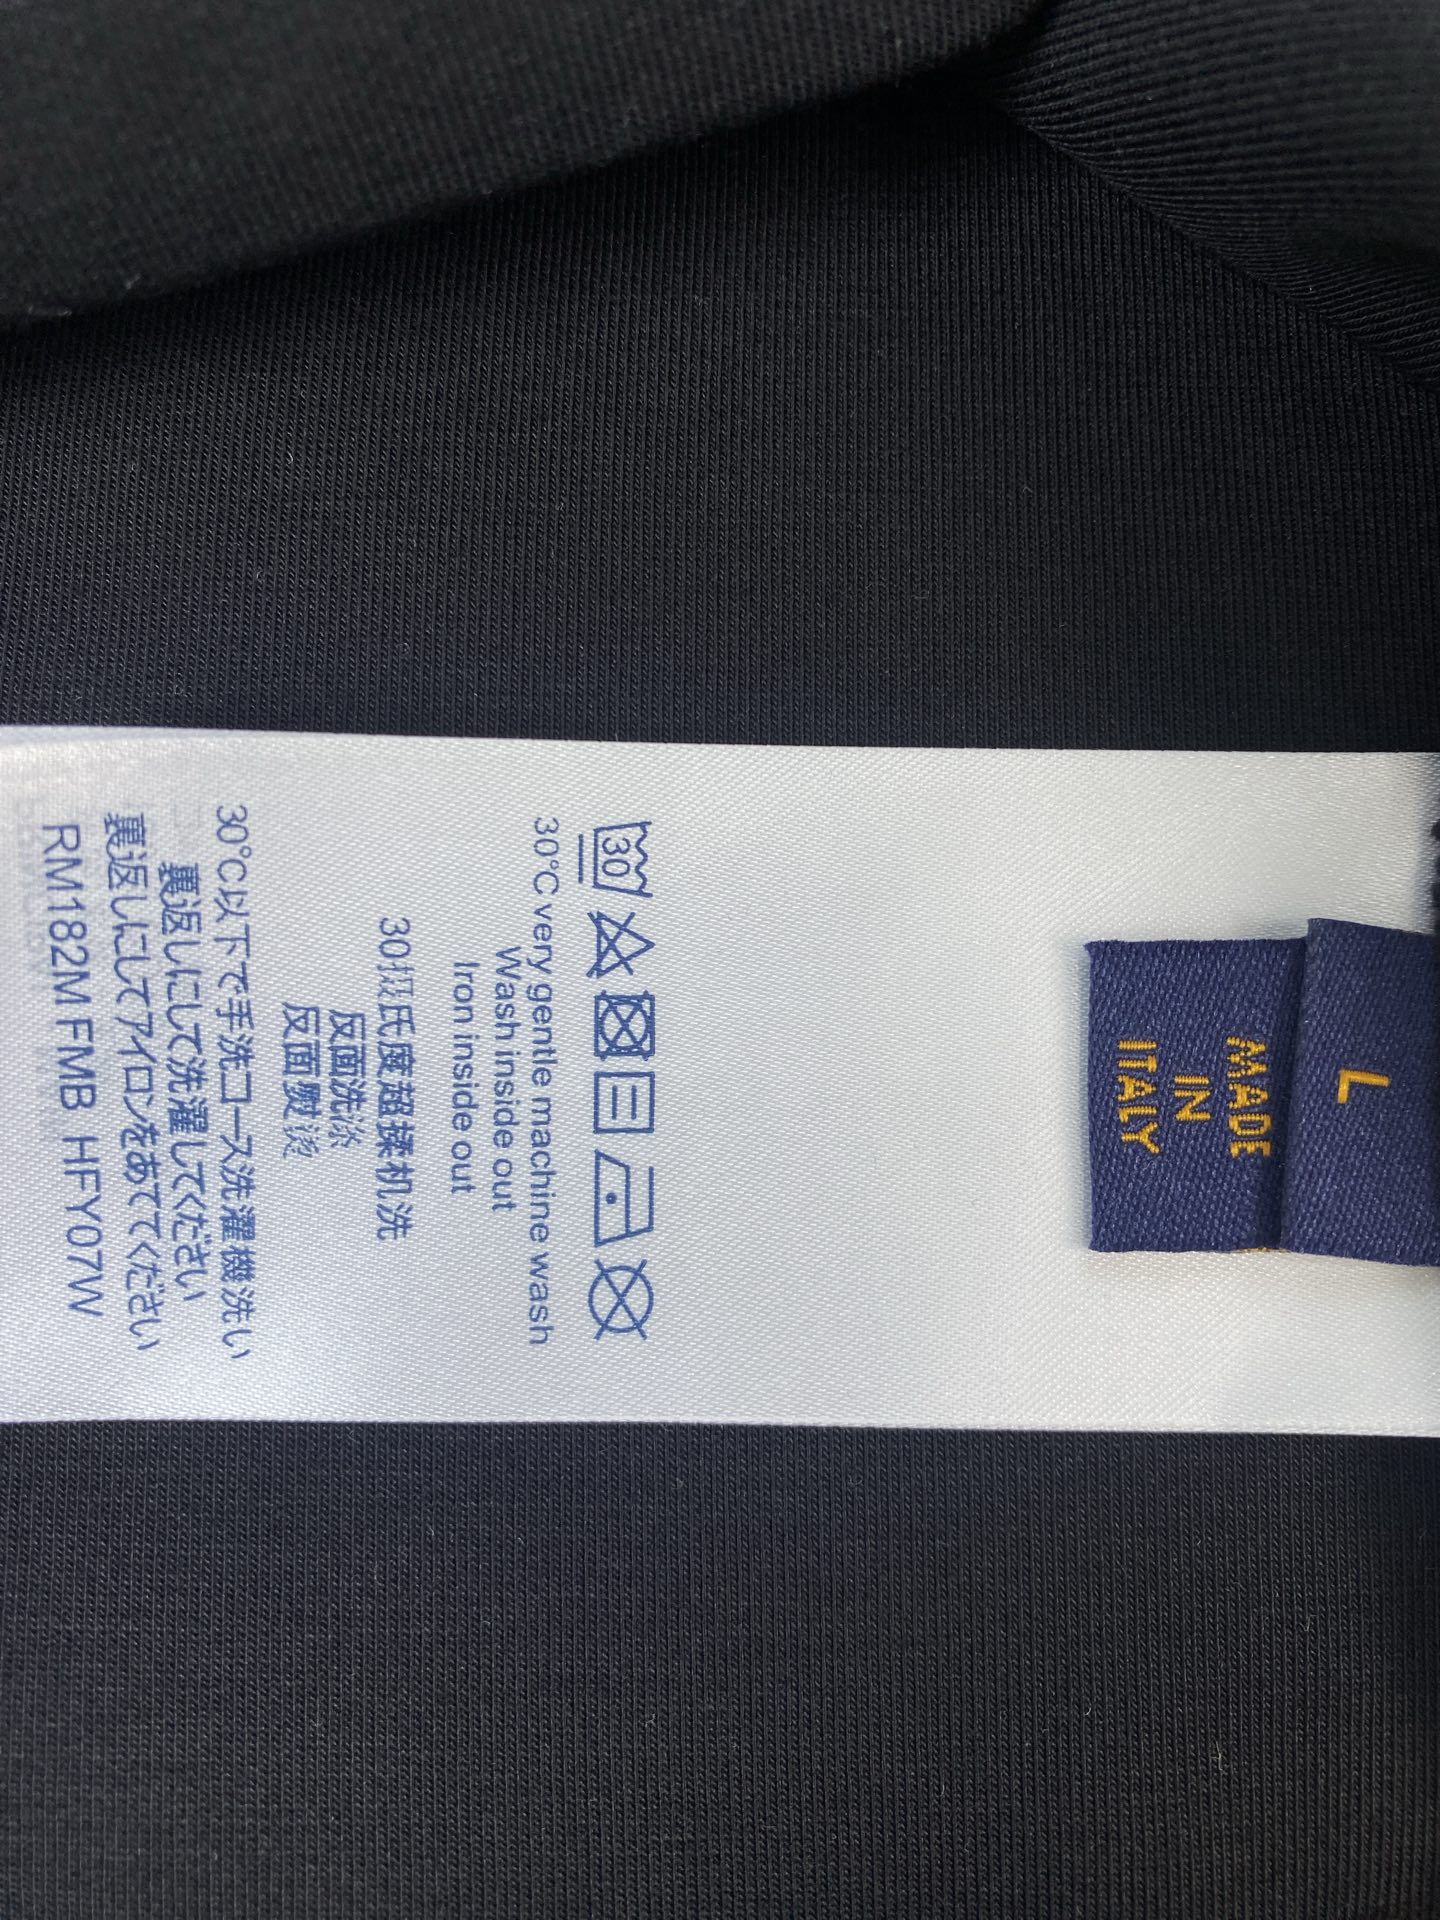 L
MADE
IN
ITALY
30
30°C very gentle machine wash
Wash inside out
Iron inside out
30摄氏度超揉机洗
反面洗涤
反面熨烫
30°C以下で手洗コース洗濯機洗い
裏返しにして洗濯してください
裏返しにしてアイロンをあててください
RM182M FMB HFY07W